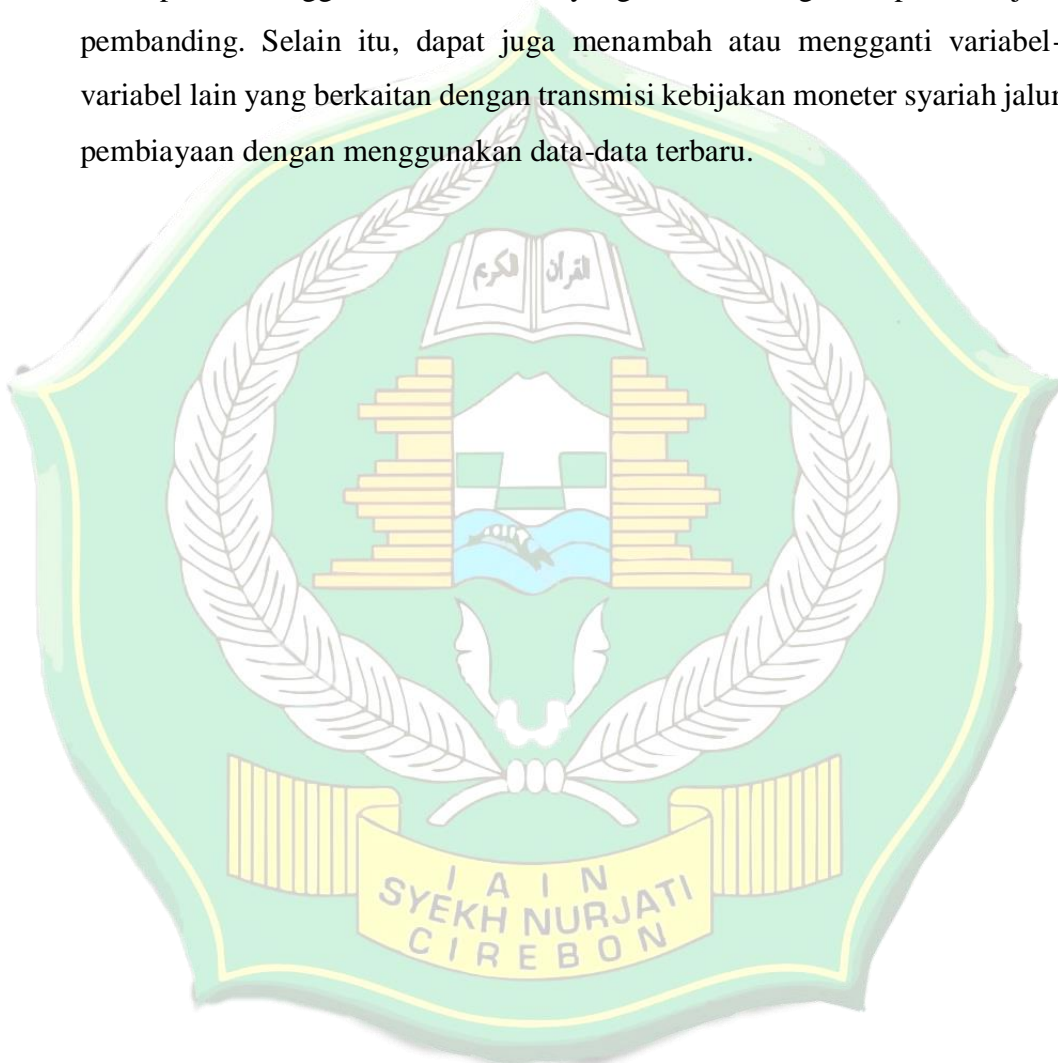 pembanding. Selain itu, dapat juga menambah atau mengganti variabel-
variabel lain yang berkaitan dengan transmisi kebijakan moneter syariah jalur
pembiayaan dengan menggunakan data-data terbaru.
القرآن الكريم
IAIN
SYEKH NURJATI
CIREBON